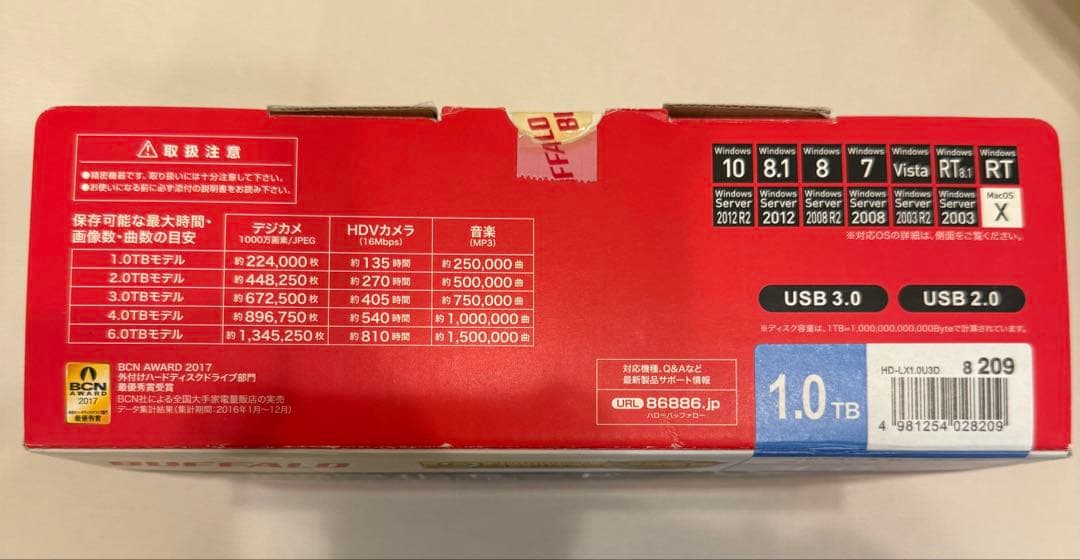 ⚠ 取扱注意
●精密機器です。取り扱いには十分注意して下さい。
●お使いになる前に必ず添付の説明書をお読み下さい。
保存可能な最大時間・
画像数・曲数の目安
デジカメ
1000万画素/JPEG
HDVカメラ
(16Mbps)
音楽
(MP3)
1.0TBモデル 約224,000枚 約135時間 約250,000曲
2.0TBモデル 約448,250枚 約270時間 約500,000曲
3.0TBモデル 約672,500枚 約405時間 約750,000曲
4.0TBモデル 約896,750枚 約540時間 約1,000,000曲
6.0TBモデル 約1,345,250枚 約810時間 約1,500,000曲
BCN
AWARD
2017
最優秀賞
BCN AWARD 2017
外付けハードディスクドライブ部門
最優秀賞受賞
BCN社による全国大手家電量販店の実売
データ集計結果(集計期間:2016年1月〜12月)
FFALO
BU
Windows 10
Windows 8.1
Windows 8
Windows 7
Windows Vista
Windows RT8.1
Windows RT
Windows Server 2012 R2
Windows Server 2012
Windows Server 2008 R2
Windows Server 2008
Windows Server 2003 R2
Windows Server 2003
MacOS X
※対応OSの詳細は、側面をご覧ください。
USB 3.0
USB 2.0
※ディスク容量は、1TB=1,000,000,000,000Byteで計算されています。
対応機種、Q&Aなど
最新製品サポート情報
URL 86886.jp
ハローバッファロー
1.0 TB
HD-LX1.0U3D 8 209
4 981254 028209
BUFFALO